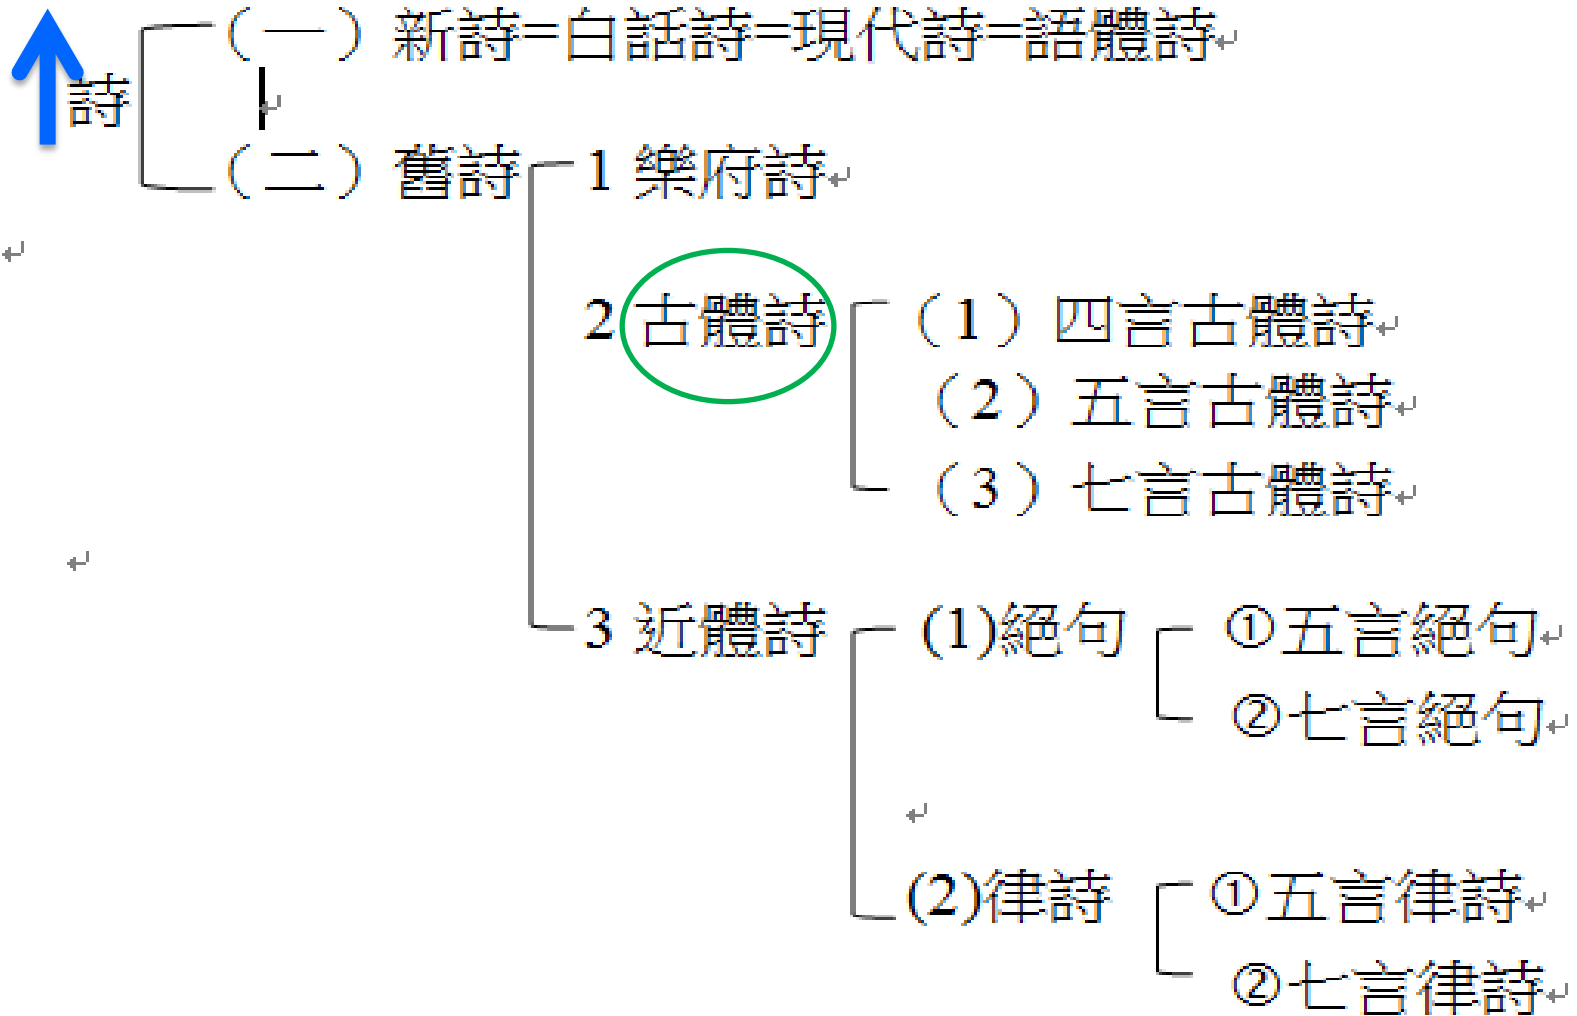 （一）新詩=白話詩=現代詩=語體詩
詩
（二）舊詩 1 樂府詩
2 古體詩 （1）四言古體詩
（2）五言古體詩
（3）七言古體詩
3 近體詩 (1)絕句 ①五言絕句
②七言絕句
(2)律詩 ①五言律詩
②七言律詩